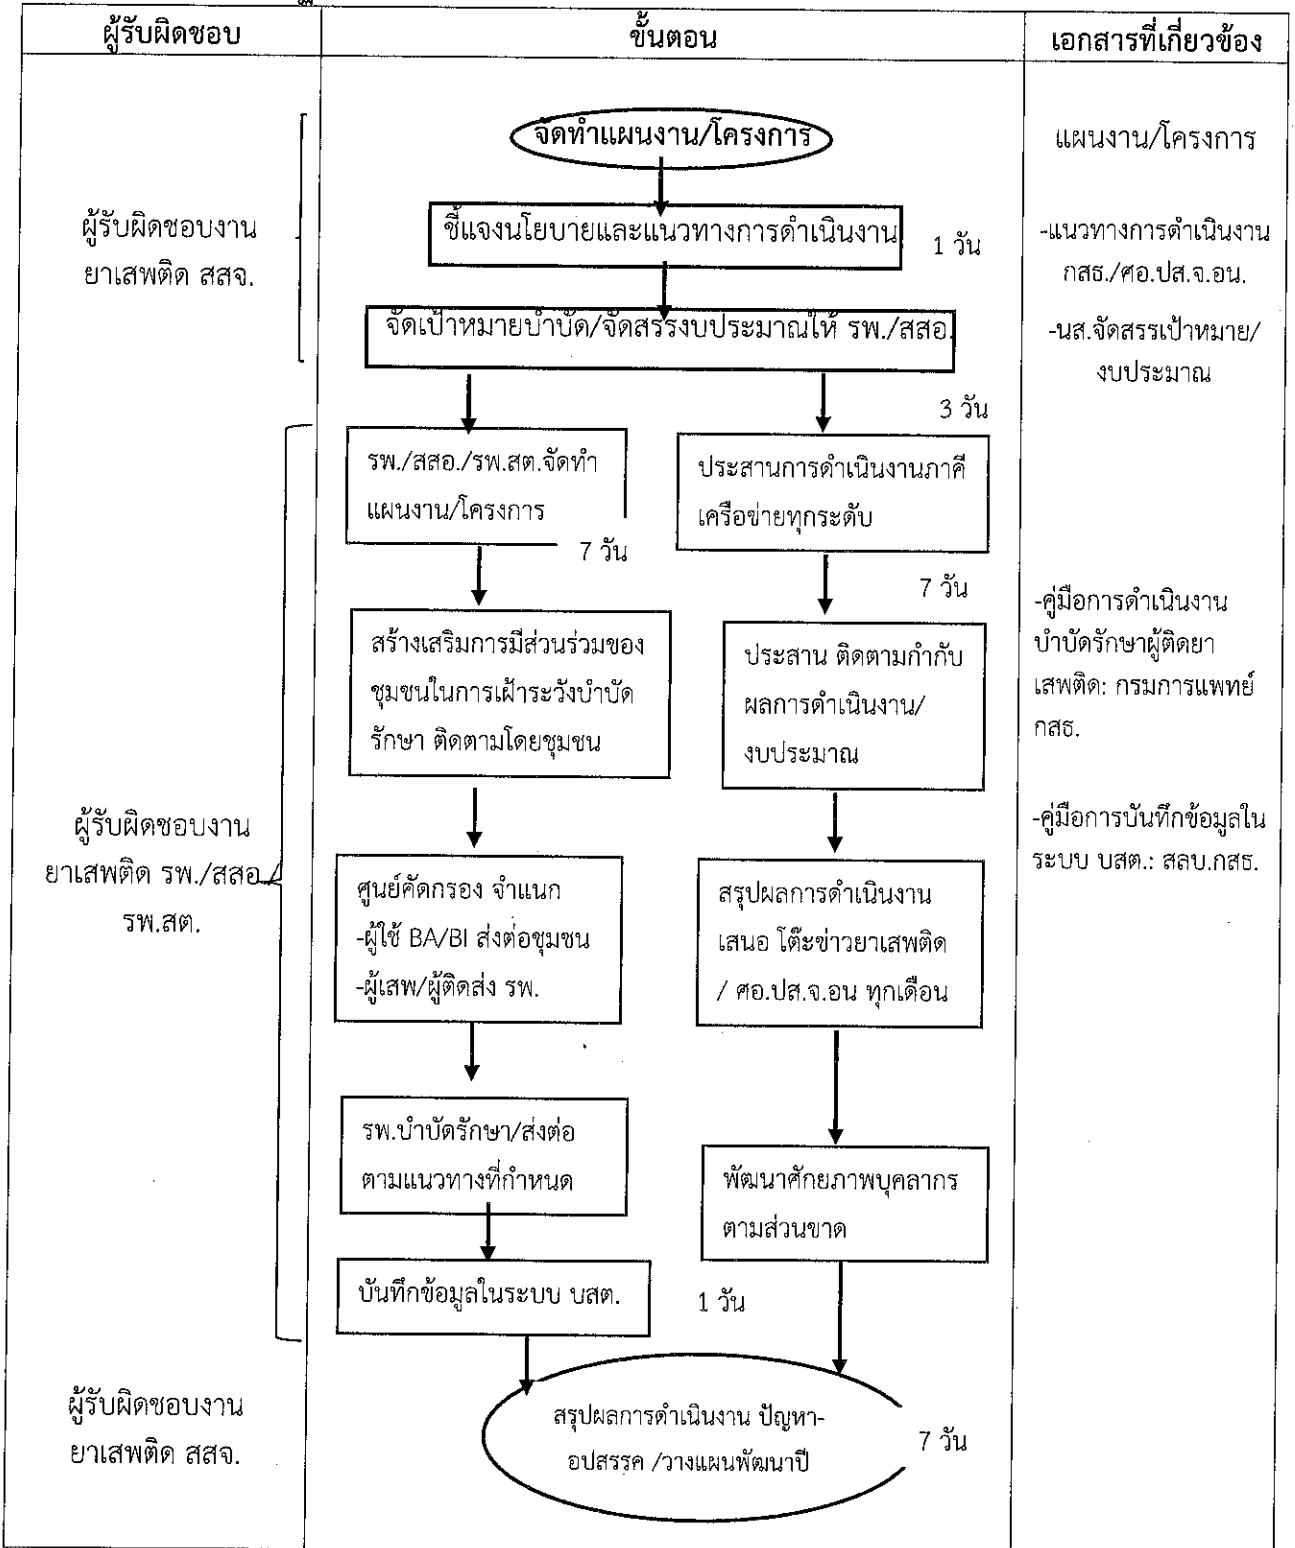 ผู้รับผิดชอบ
ขั้นตอน
เอกสารที่เกี่ยวข้อง
จัดทำแผนงาน/โครงการ
แผนงาน/โครงการ
ผู้รับผิดชอบงาน
ยาเสพติด สสจ.
ชี้แจงนโยบายและแนวทางการดำเนินงาน
1 วัน
-แนวทางการดำเนินงาน
กสธ./ศอ.ปส.จ.อน.
จัดเป้าหมายบำบัด/จัดสรรงบประมาณให้ รพ./สสอ.
-นส.จัดสรรเป้าหมาย/
งบประมาณ
3 วัน
รพ./สสอ./รพ.สต.จัดทำ
แผนงาน/โครงการ
7 วัน
ประสานการดำเนินงานภาคี
เครือข่ายทุกระดับ
7 วัน
สร้างเสริมการมีส่วนร่วมของ
ชุมชนในการเฝ้าระวังบำบัด
รักษา ติดตามโดยชุมชน
ประสาน ติดตามกำกับ
ผลการดำเนินงาน/
งบประมาณ
-คู่มือการดำเนินงาน
บำบัดรักษาผู้ติดยา
เสพติด: กรมการแพทย์
กสธ.
-คู่มือการบันทึกข้อมูลใน
ระบบ บสต.: สลบ.กสธ.
ผู้รับผิดชอบงาน
ยาเสพติด รพ./สสอ./
รพ.สต.
ศูนย์คัดกรอง จำแนก
-ผู้ใช้ BA/BI ส่งต่อชุมชน
-ผู้เสพ/ผู้ติดส่ง รพ.
สรุปผลการดำเนินงาน
เสนอ โต๊ะข่าวยาเสพติด
/ ศอ.ปส.จ.อน ทุกเดือน
รพ.บำบัดรักษา/ส่งต่อ
ตามแนวทางที่กำหนด
พัฒนาศักยภาพบุคลากร
ตามส่วนขาด
บันทึกข้อมูลในระบบ บสต.
1 วัน
ผู้รับผิดชอบงาน
ยาเสพติด สสจ.
สรุปผลการดำเนินงาน ปัญหา-
อปสรรค /วางแผนพัฒนาปี
7 วัน